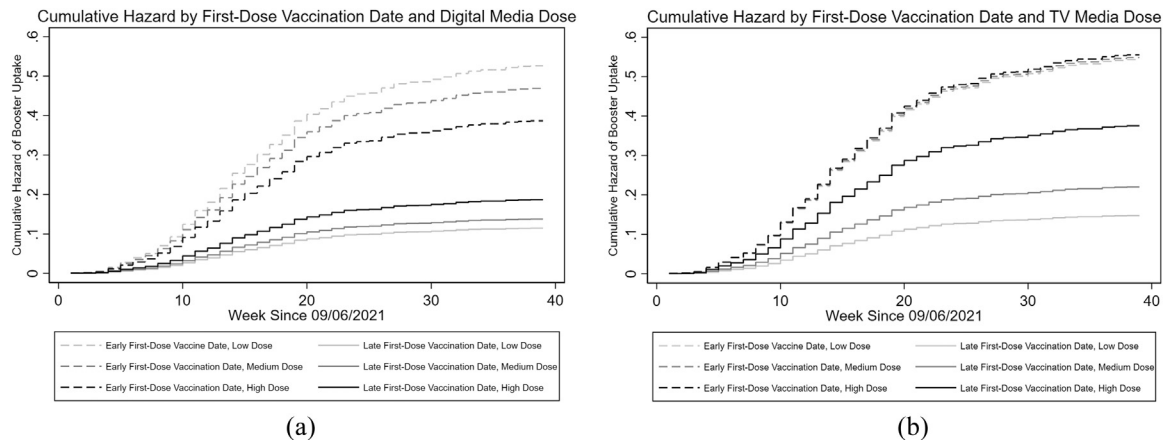 Cumulative Hazard by First-Dose Vaccination Date and Digital Media Dose
Cumulative Hazard of Booster Uptake
.6
.5
.4
.3
.2
.1
0
0 10 20 30 40
Week Since 09/06/2021
Early First-Dose Vaccine Date, Low Dose Late First-Dose Vaccination Date, Low Dose
Early First-Dose Vaccination Date, Medium Dose Late First-Dose Vaccination Date, Medium Dose
Early First-Dose Vaccination Date, High Dose Late First-Dose Vaccination Date, High Dose
(a)
Cumulative Hazard by First-Dose Vaccination Date and TV Media Dose
Cumulative Hazard of Booster Uptake
.6
.5
.4
.3
.2
.1
0
0 10 20 30 40
Week Since 09/06/2021
Early First-Dose Vaccine Date, Low Dose Late First-Dose Vaccination Date, Low Dose
Early First-Dose Vaccination Date, Medium Dose Late First-Dose Vaccination Date, Medium Dose
Early First-Dose Vaccination Date, High Dose Late First-Dose Vaccination Date, High Dose
(b)